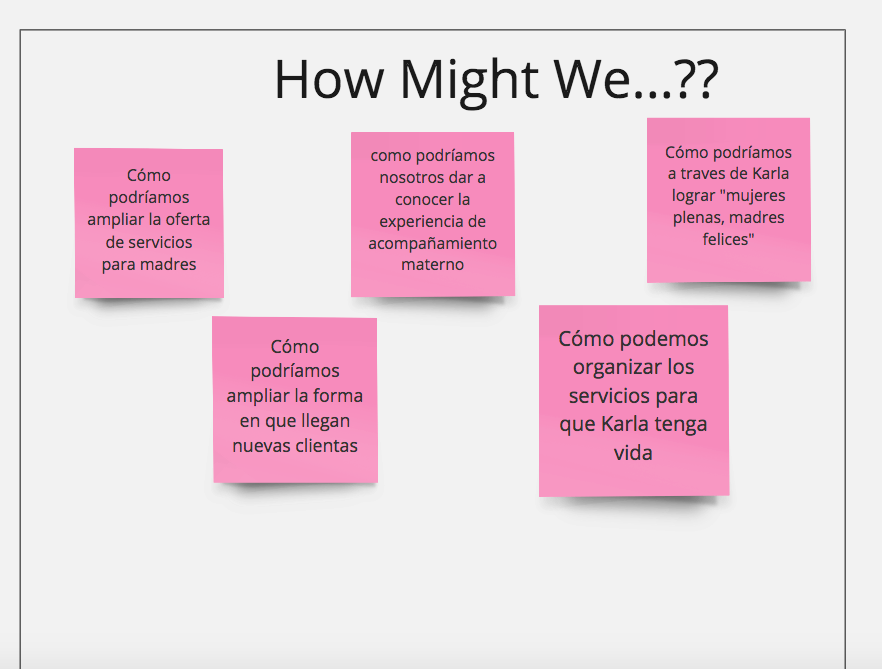 How Might We...??
Cómo
podríamos
ampliar la oferta
de servicios
para madres
como podríamos
nosotros dar a
conocer la
experiencia de
acompañamiento
materno
Cómo podríamos
a traves de Karla
lograr "mujeres
plenas, madres
felices"
Cómo
podríamos
ampliar la forma
en que llegan
nuevas clientas
Cómo podemos
organizar los
servicios para
que Karla tenga
vida